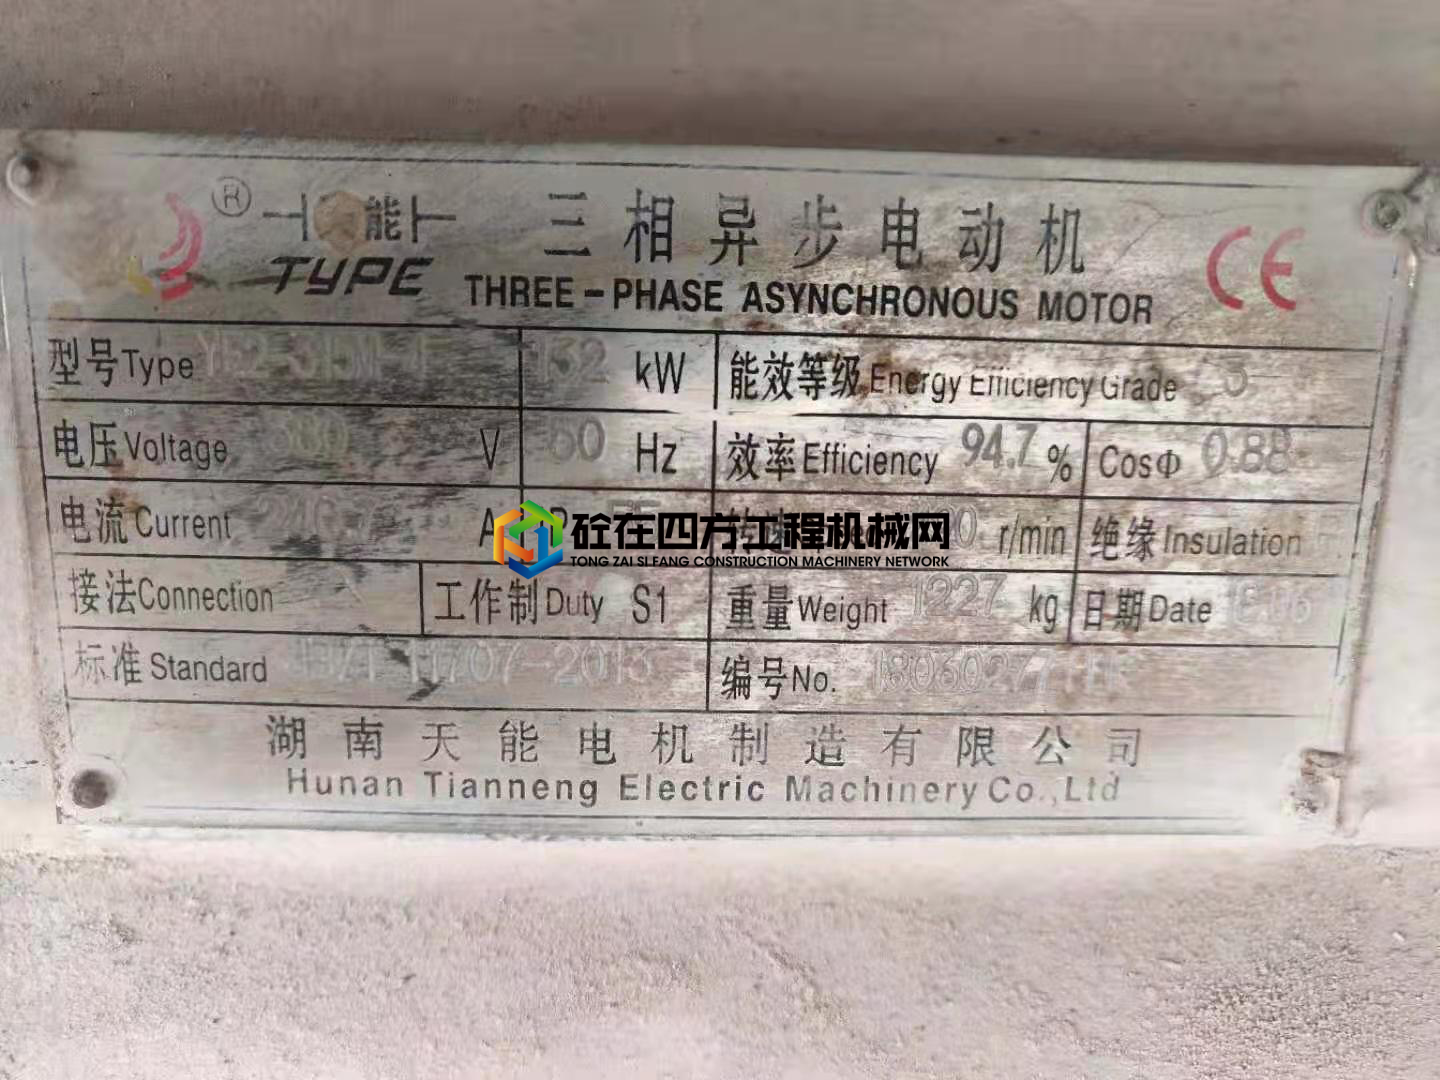 ® 天能
TYPE
三相异步电动机
THREE-PHASE ASYNCHRONOUS MOTOR
CE
型号Type 132 kW 能效等级Energy Efficiency Grade 3
电压Voltage 380 V 50 Hz 效率Efficiency 94.7 % CosΦ 0.88
电流Current A r/min 绝缘Insulation
砼在四方工程机械网
TONG ZAI SI FANG CONSTRUCTION MACHINERY NETWORK
接法Connection 工作制Duty S1 重量Weight 1227 kg 日期Date
标准Standard 11707-2013 编号No.
湖南天能电机制造有限公司
Hunan Tianneng Electric Machinery Co.,Ltd